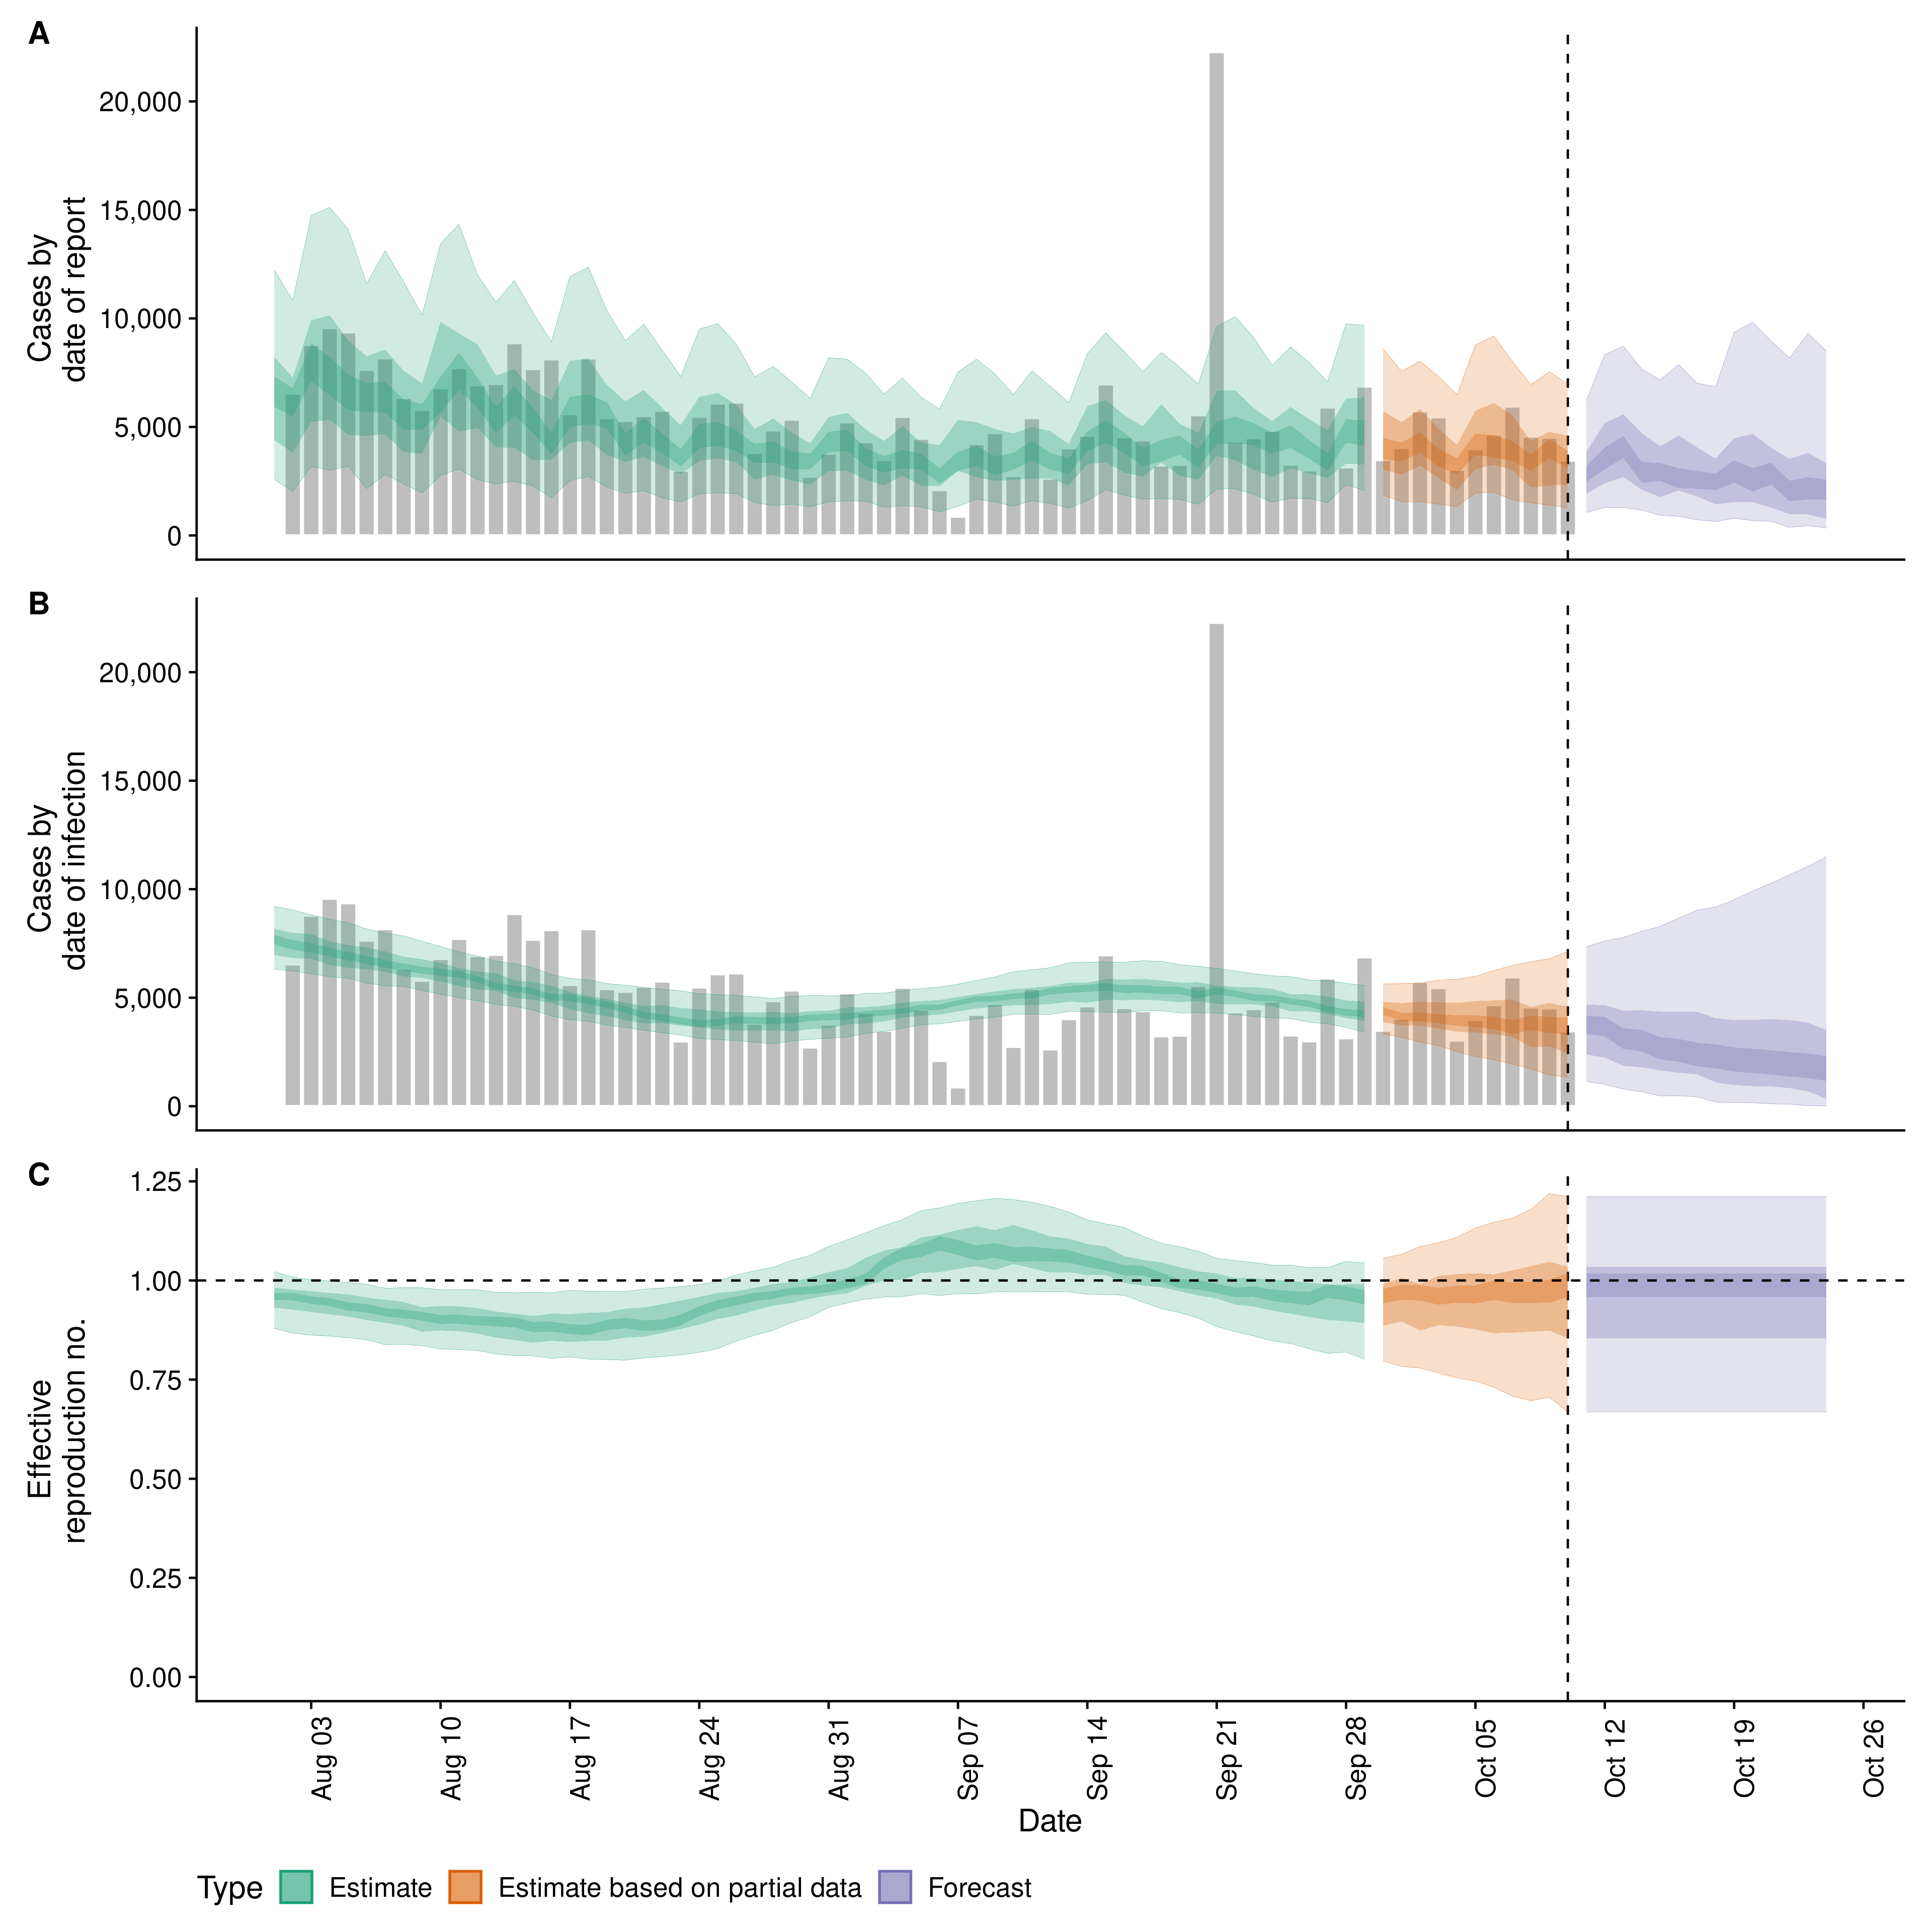 A
20,000
15,000
10,000
5,000
0
Cases by
date of report
B
20,000
15,000
10,000
5,000
0
Cases by
date of infection
C
1.25
1.00
0.75
0.50
0.25
0.00
Effective
reproduction no.
Aug 03
Aug 10
Aug 17
Aug 24
Aug 31
Sep 07
Sep 14
Sep 21
Sep 28
Oct 05
Oct 12
Oct 19
Oct 26
Date
Type Estimate Estimate based on partial data Forecast